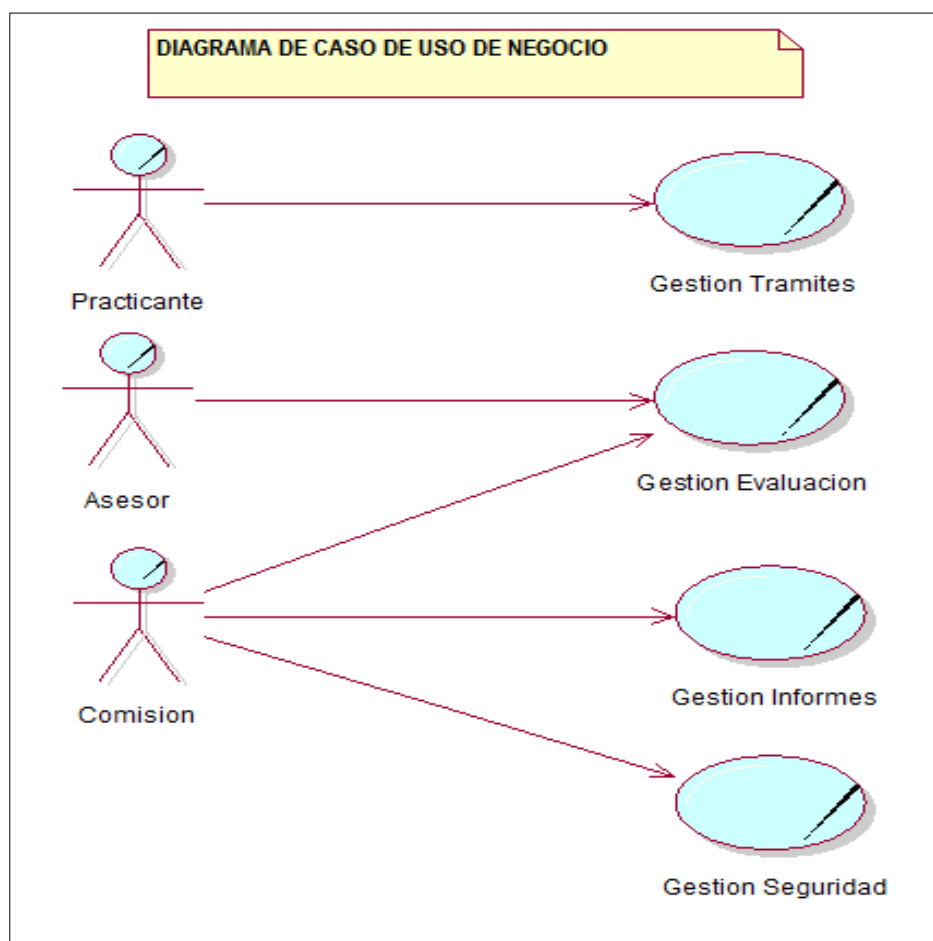 DIAGRAMA DE CASO DE USO DE NEGOCIO
Practicante
Gestion Tramites
Asesor
Gestion Evaluacion
Comision
Gestion Informes
Gestion Seguridad